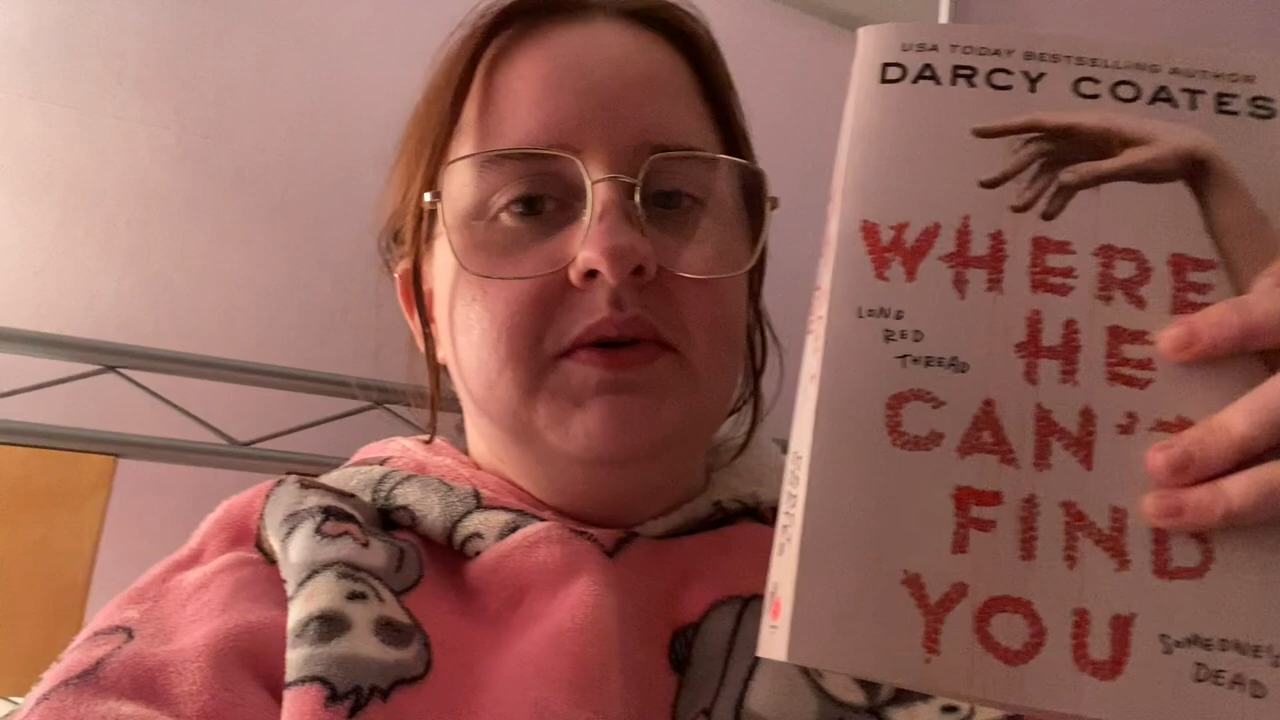 USA TODAY BESTSELLING AUTHOR
DARCY COATES
WHERE
LONG
RED
THREAD
HE
CAN'T
FIND
YOU
SOMEONE'S
DEAD